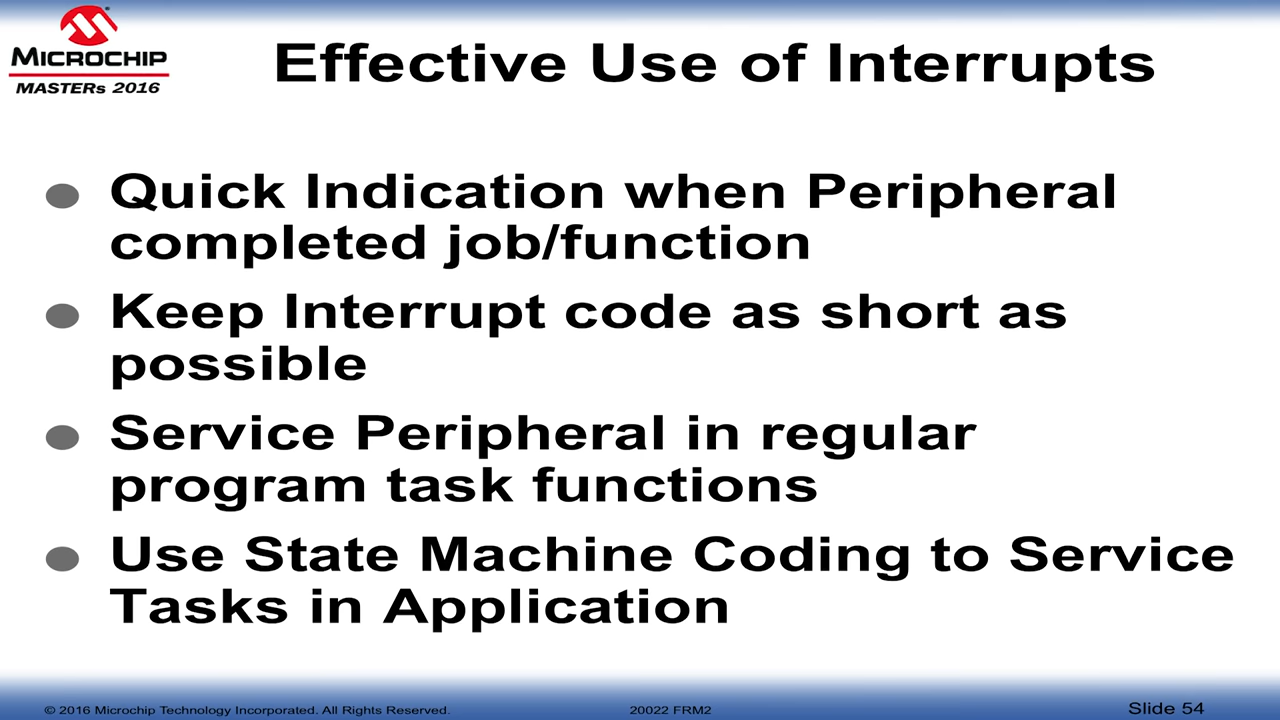 MICROCHIP
MASTERs 2016
Effective Use of Interrupts
Quick Indication when Peripheral
completed job/function
Keep Interrupt code as short as
possible
Service Peripheral in regular
program task functions
Use State Machine Coding to Service
Tasks in Application
© 2016 Microchip Technology Incorporated. All Rights Reserved.
20022 FRM2
Slide 54